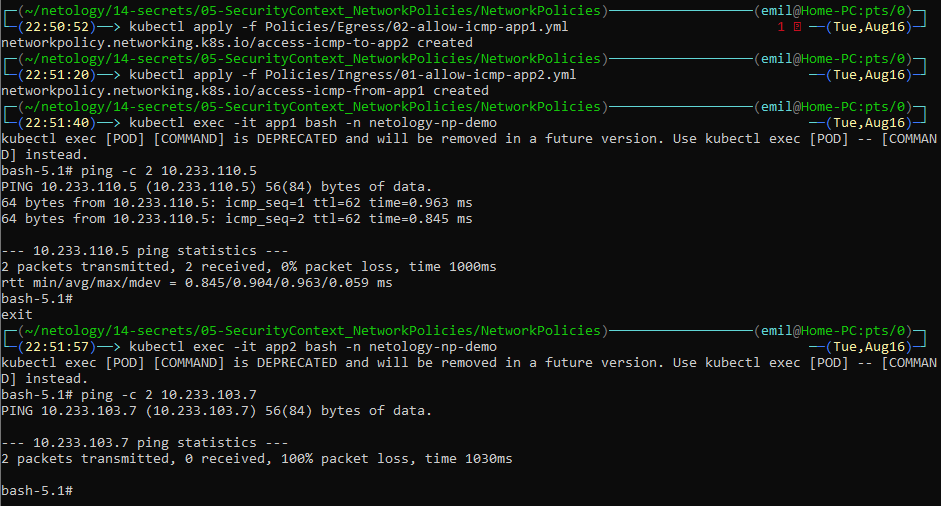 ┌─(~/netology/14-secrets/05-SecurityContext_NetworkPolicies/NetworkPolicies)──────────────────(emil@Home-PC:pts/0)─┐
└─(22:50:52)──> kubectl apply -f Policies/Egress/02-allow-icmp-app1.yml 1 ──(Tue,Aug16)─┘
networkpolicy.networking.k8s.io/access-icmp-to-app2 created
┌─(~/netology/14-secrets/05-SecurityContext_NetworkPolicies/NetworkPolicies)──────────────────(emil@Home-PC:pts/0)─┐
└─(22:51:20)──> kubectl apply -f Policies/Ingress/01-allow-icmp-app2.yml ──(Tue,Aug16)─┘
networkpolicy.networking.k8s.io/access-icmp-from-app1 created
┌─(~/netology/14-secrets/05-SecurityContext_NetworkPolicies/NetworkPolicies)──────────────────(emil@Home-PC:pts/0)─┐
└─(22:51:40)──> kubectl exec -it app1 bash -n netology-np-demo ──(Tue,Aug16)─┘
kubectl exec [POD] [COMMAND] is DEPRECATED and will be removed in a future version. Use kubectl exec [POD] -- [COMMAN
D] instead.
bash-5.1# ping -c 2 10.233.110.5
PING 10.233.110.5 (10.233.110.5) 56(84) bytes of data.
64 bytes from 10.233.110.5: icmp_seq=1 ttl=62 time=0.963 ms
64 bytes from 10.233.110.5: icmp_seq=2 ttl=62 time=0.845 ms

--- 10.233.110.5 ping statistics ---
2 packets transmitted, 2 received, 0% packet loss, time 1000ms
rtt min/avg/max/mdev = 0.845/0.904/0.963/0.059 ms
bash-5.1#
exit
┌─(~/netology/14-secrets/05-SecurityContext_NetworkPolicies/NetworkPolicies)──────────────────(emil@Home-PC:pts/0)─┐
└─(22:51:57)──> kubectl exec -it app2 bash -n netology-np-demo ──(Tue,Aug16)─┘
kubectl exec [POD] [COMMAND] is DEPRECATED and will be removed in a future version. Use kubectl exec [POD] -- [COMMAN
D] instead.
bash-5.1# ping -c 2 10.233.103.7
PING 10.233.103.7 (10.233.103.7) 56(84) bytes of data.

--- 10.233.103.7 ping statistics ---
2 packets transmitted, 0 received, 100% packet loss, time 1030ms

bash-5.1#